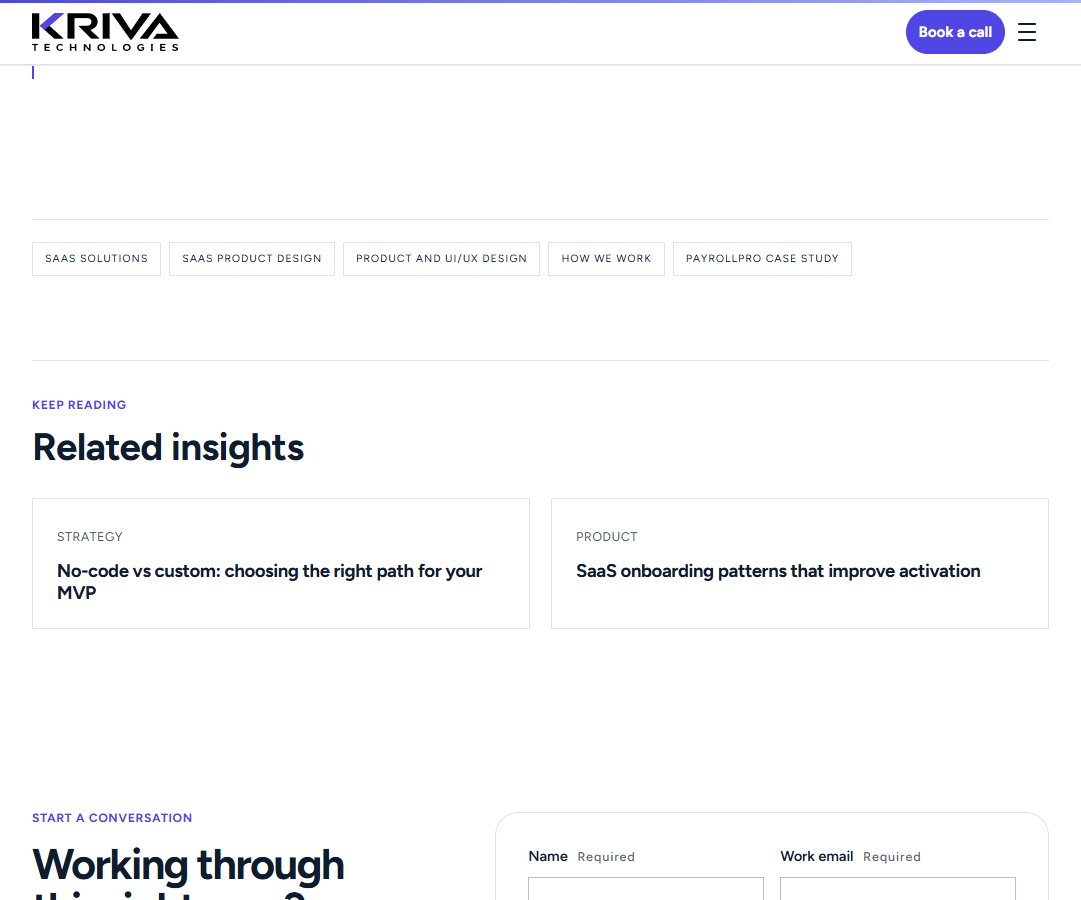 KRIVA
TECHNOLOGIES
Book a call
SAAS SOLUTIONS
SAAS PRODUCT DESIGN
PRODUCT AND UI/UX DESIGN
HOW WE WORK
PAYROLLPRO CASE STUDY
KEEP READING
Related insights
STRATEGY
No-code vs custom: choosing the right path for your
MVP
PRODUCT
SaaS onboarding patterns that improve activation
START A CONVERSATION
Working through
Name Required
Work email Required